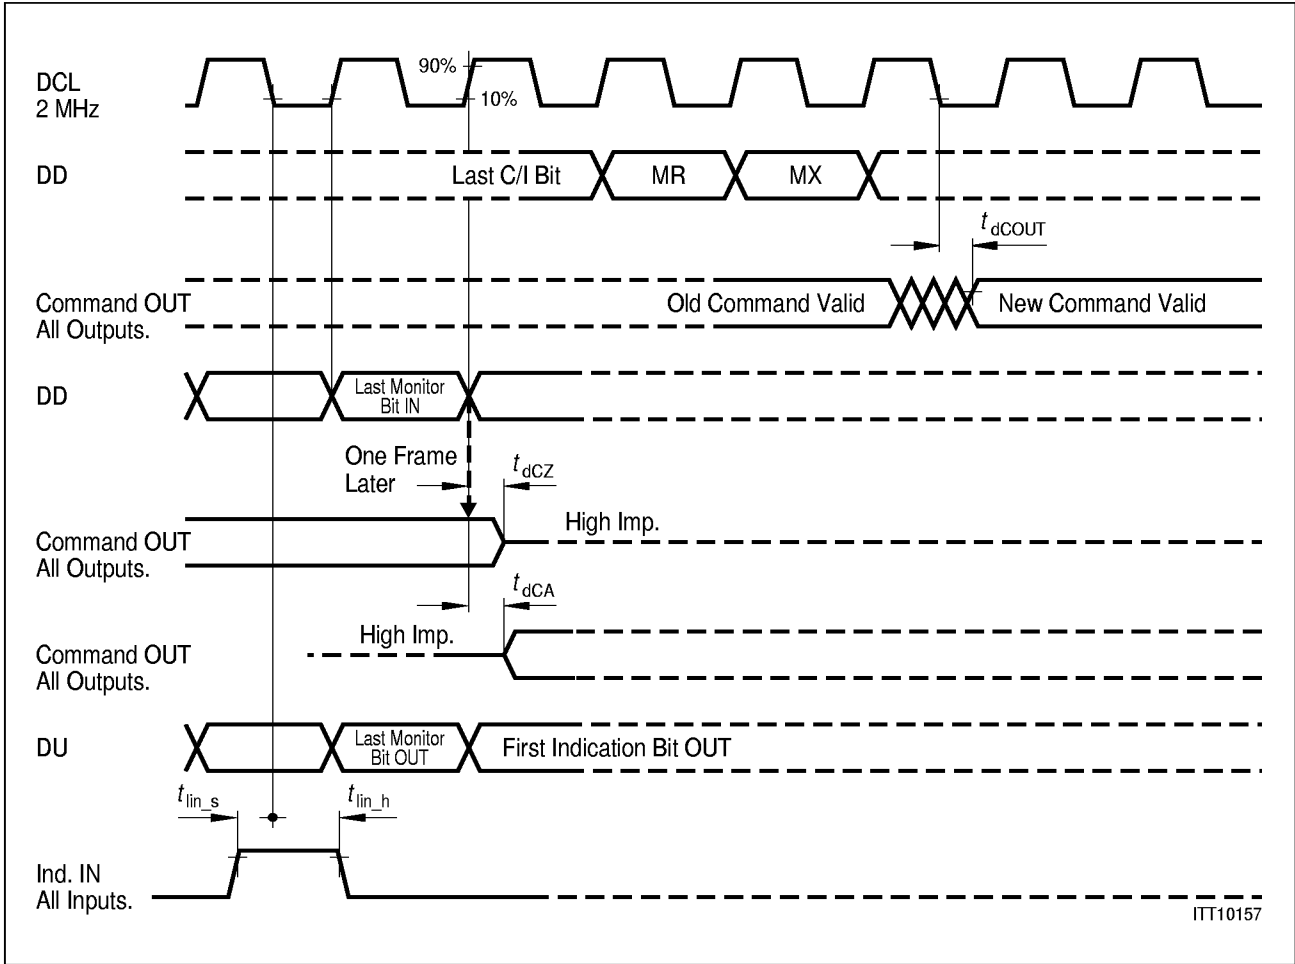 DCL
2 MHz
90%
10%
DD
Last C/I Bit
MR
MX
t dCOUT
Command OUT
All Outputs.
Old Command Valid
New Command Valid
DD
Last Monitor
Bit IN
One Frame
Later
t dCZ
Command OUT
All Outputs.
High Imp.
t dCA
Command OUT
All Outputs.
High Imp.
DU
Last Monitor
Bit OUT
First Indication Bit OUT
t lin_s
t lin_h
Ind. IN
All Inputs.
ITT10157